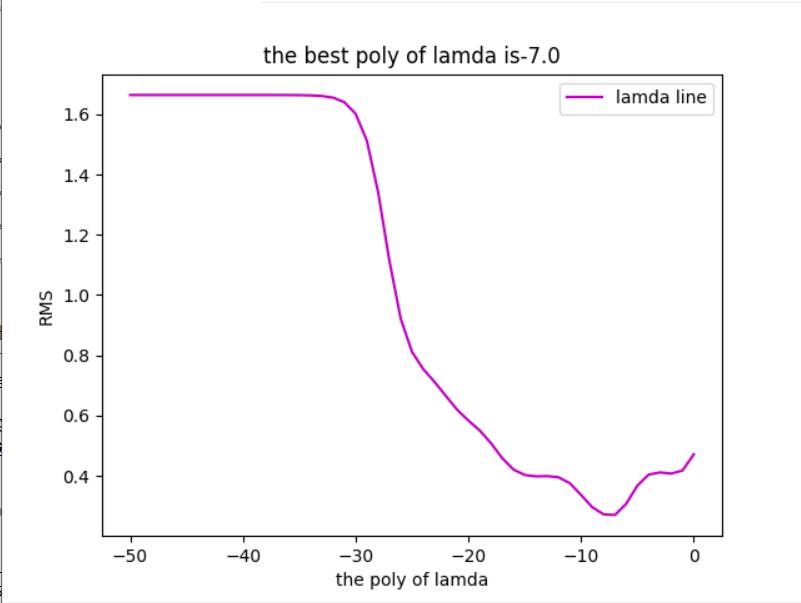 the best poly of lamda is-7.0
lamda line
1.6
1.4
1.2
1.0
0.8
0.6
0.4
RMS
−50 −40 −30 −20 −10 0
the poly of lamda